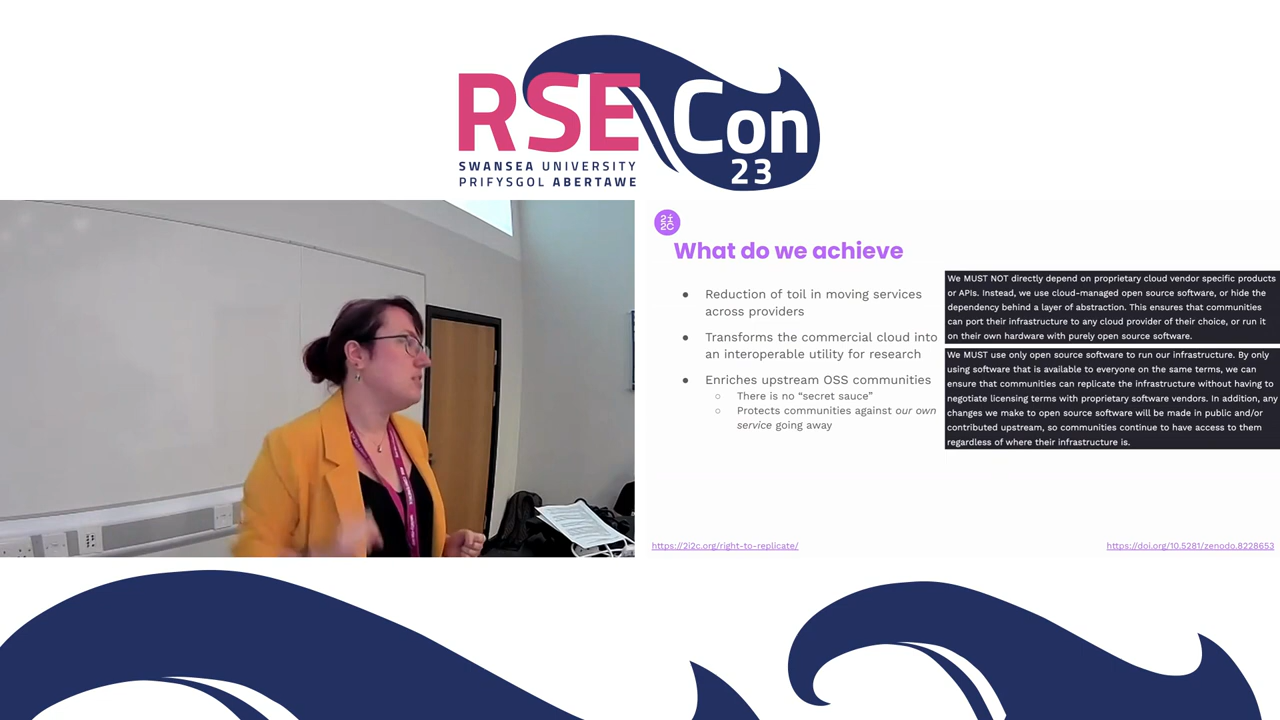 RSE Con
23
SWANSEA UNIVERSITY
PRIFYSGOL ABERTAWE
2i
2C
What do we achieve
● Reduction of toil in moving services
across providers
● Transforms the commercial cloud into
an interoperable utility for research
● Enriches upstream OSS communities
○ There is no “secret sauce”
○ Protects communities against our own
service going away
We MUST NOT directly depend on proprietary cloud vendor specific products
or APIs. Instead, we use cloud-managed open source software, or hide the
dependency behind a layer of abstraction. This ensures that communities
can port their infrastructure to any cloud provider of their choice, or run it
on their own hardware with purely open source software.
We MUST use only open source software to run our infrastructure. By only
using software that is available to everyone on the same terms, we can
ensure that communities can replicate the infrastructure without having to
negotiate licensing terms with proprietary software vendors. In addition, any
changes we make to open source software will be made in public and/or
contributed upstream, so communities continue to have access to them
regardless of where their infrastructure is.
https://2i2c.org/right-to-replicate/
https://doi.org/10.5281/zenodo.8228653